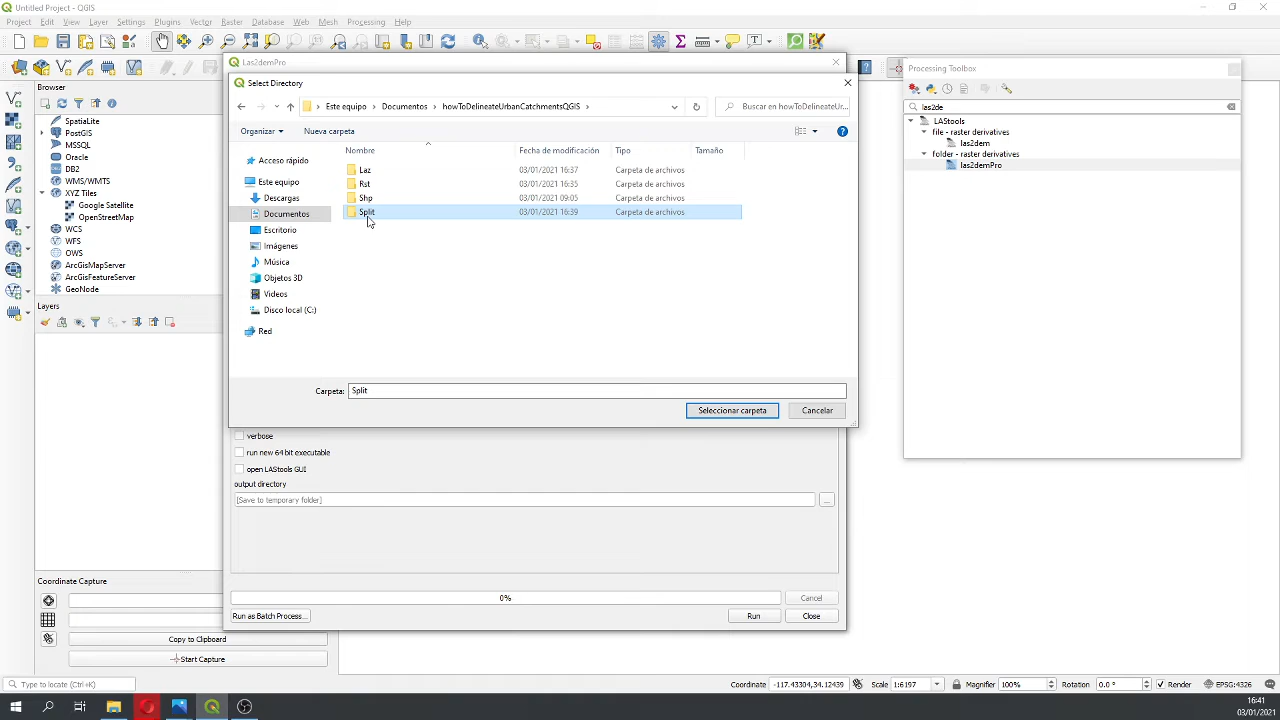 Untitled Project - QGIS
Project Edit View Layer Settings Plugins Vector Raster Database Web Mesh Processing Help
Browser
SpatiaLite
PostGIS
MSSQL
Oracle
DB2
WMS/WMTS
XYZ Tiles
Google Satellite
OpenStreetMap
WCS
WFS
OWS
ArcGisMapServer
ArcGisFeatureServer
GeoNode
Layers
Coordinate Capture
Copy to Clipboard
Start Capture
Las2demPro
Select Directory
Este equipo > Documentos > howToDelineateUrbanCatchmentsQGIS >
Buscar en howToDelineateUr...
Organizar Nueva carpeta
Nombre Fecha de modificación Tipo Tamaño
Acceso rápido
Este equipo
Descargas
Documentos
Escritorio
Imágenes
Música
Objetos 3D
Vídeos
Disco local (C:)
Red
Laz 03/01/2021 16:37 Carpeta de archivos
Rst 03/01/2021 16:35 Carpeta de archivos
Shp 03/01/2021 09:05 Carpeta de archivos
Split 03/01/2021 16:39 Carpeta de archivos
Carpeta: Split
Seleccionar carpeta Cancelar
verbose
run new 64 bit executable
open LAStools GUI
output directory
[Save to temporary folder]
...
0%
Cancel
Run as Batch Process...
Run Close
Processing Toolbox
las2de
LAStools
file - raster derivatives
las2dem
folder - raster derivatives
las2demPro
Type to locate (Ctrl+K)
Coordinate -117.43304,34.12439 Scale 1:6197 Magnifier 100% Rotation 0.0 ° Render EPSG:4326
16:41
03/01/2021